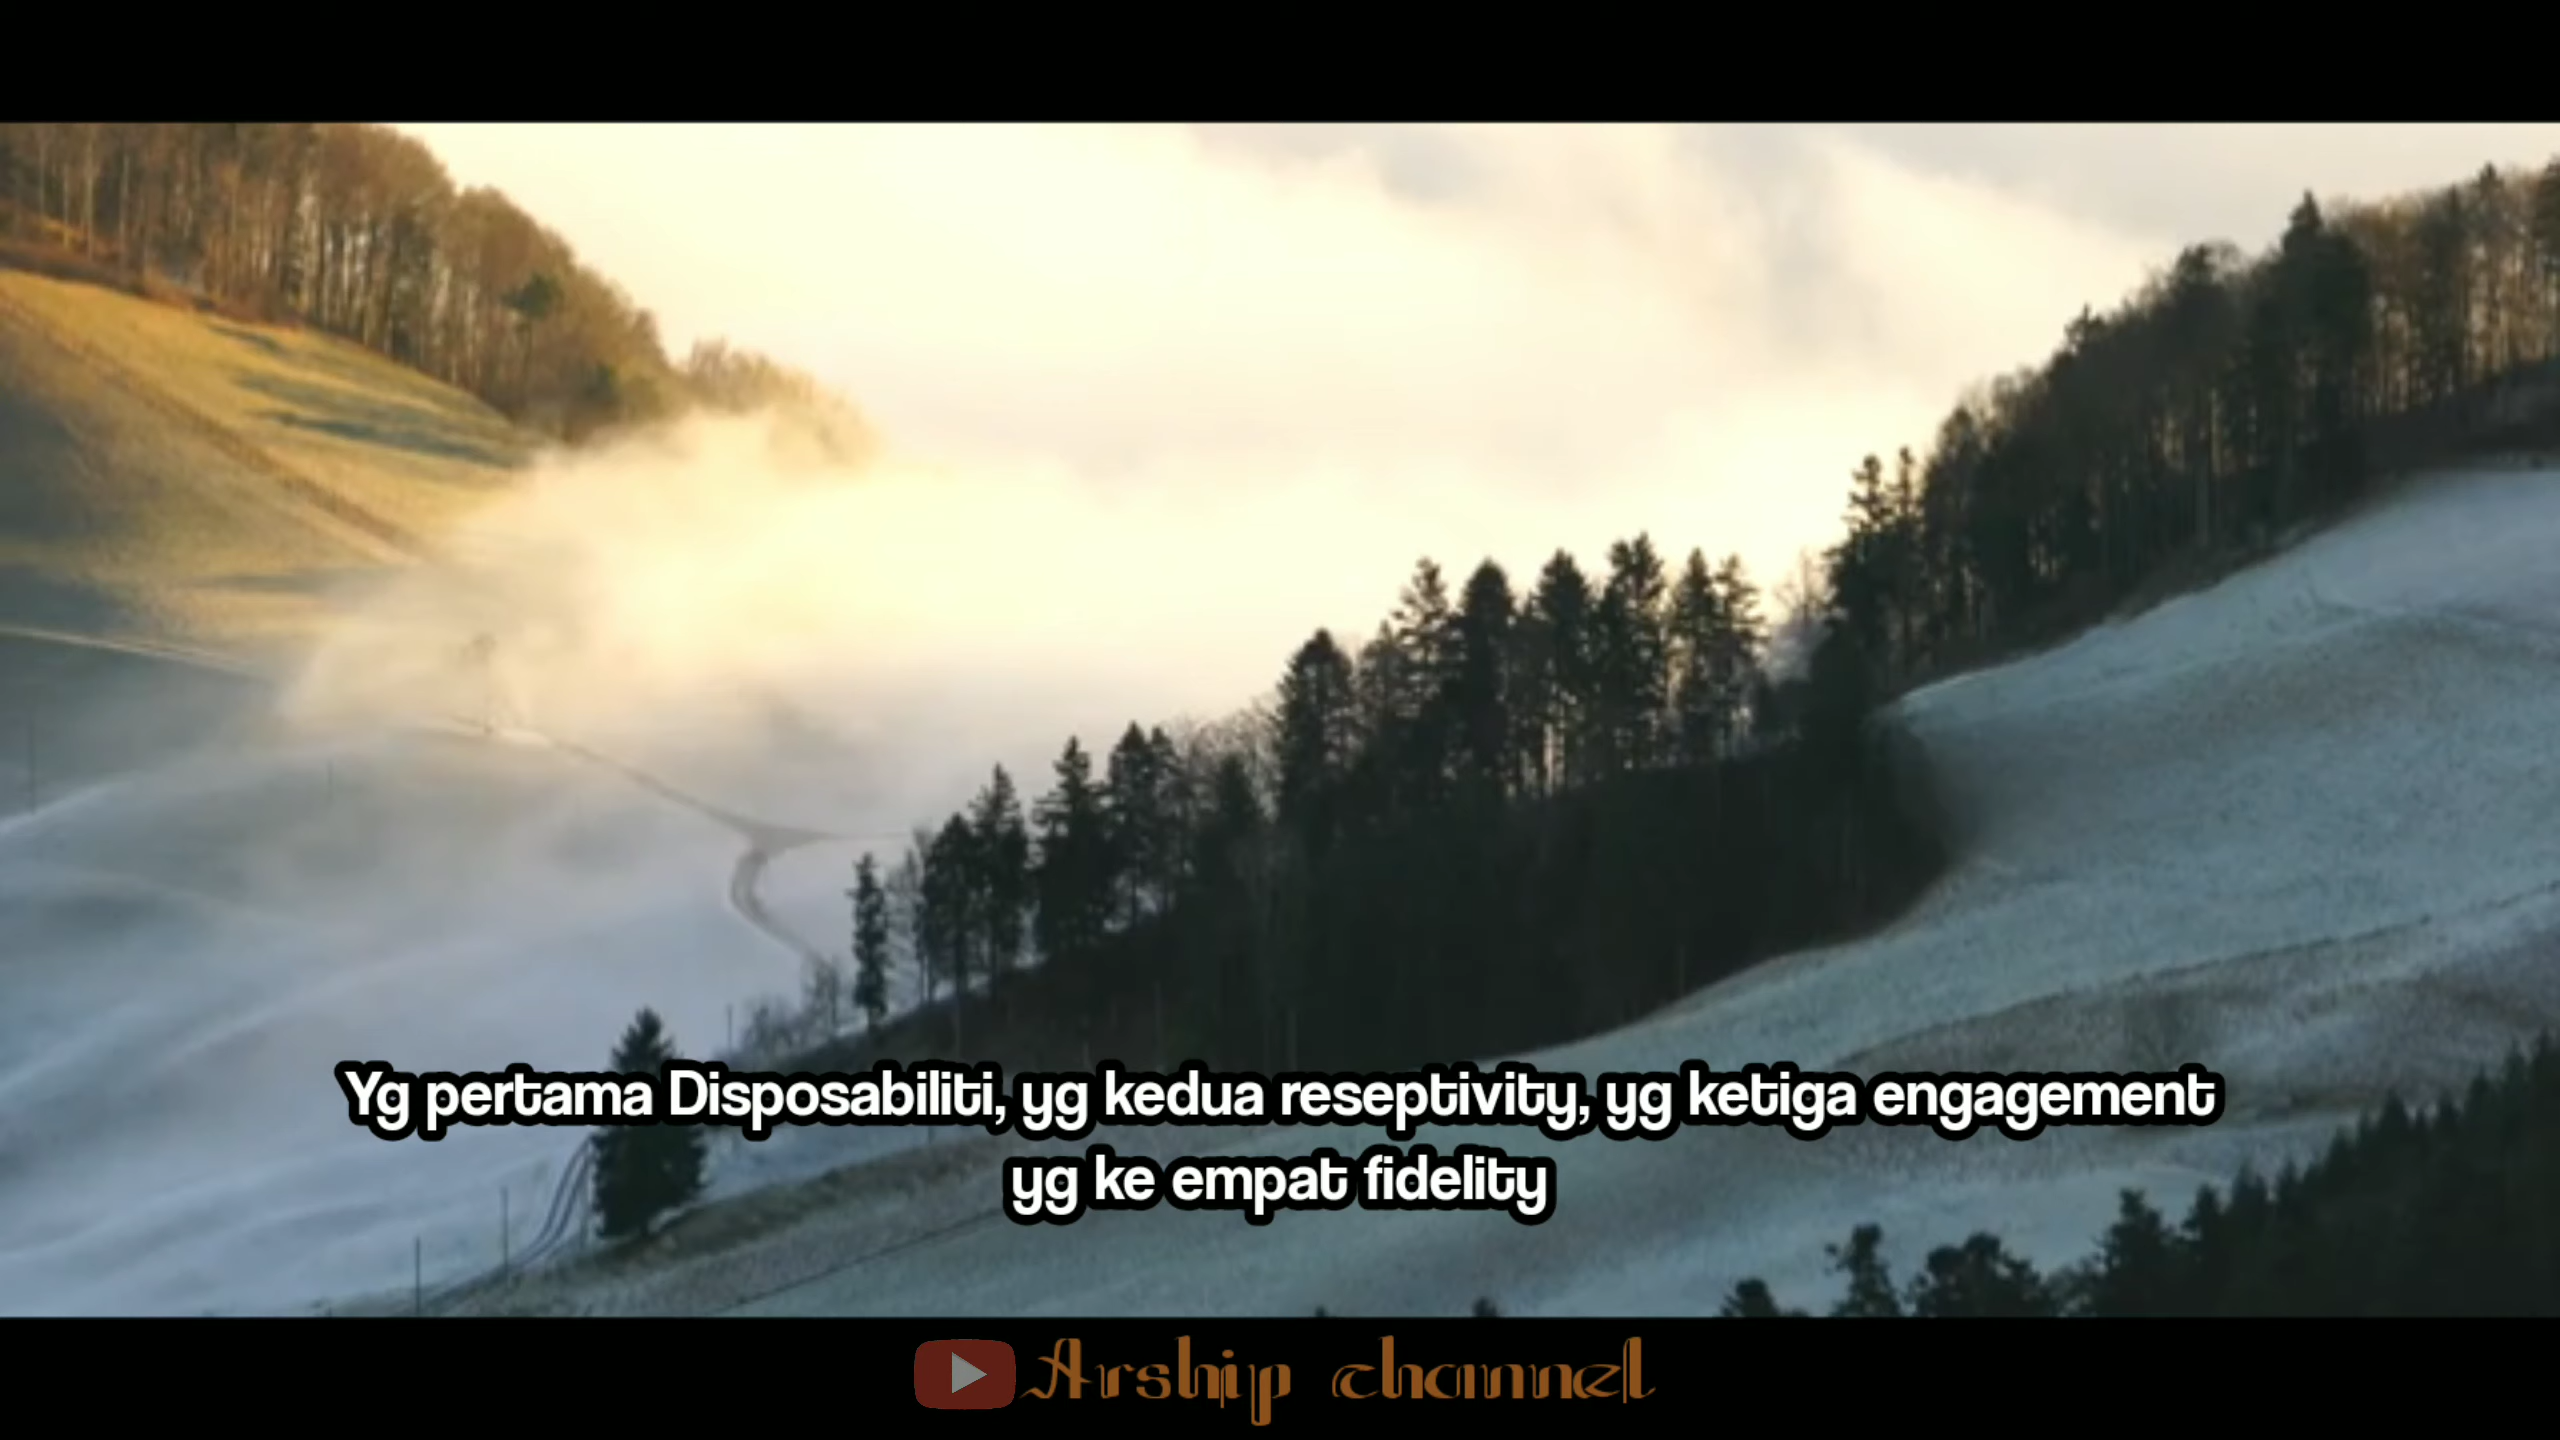 Yg pertama Disposabiliti, yg kedua reseptivity, yg ketiga engagement
yg ke empat fidelity
Arship channel